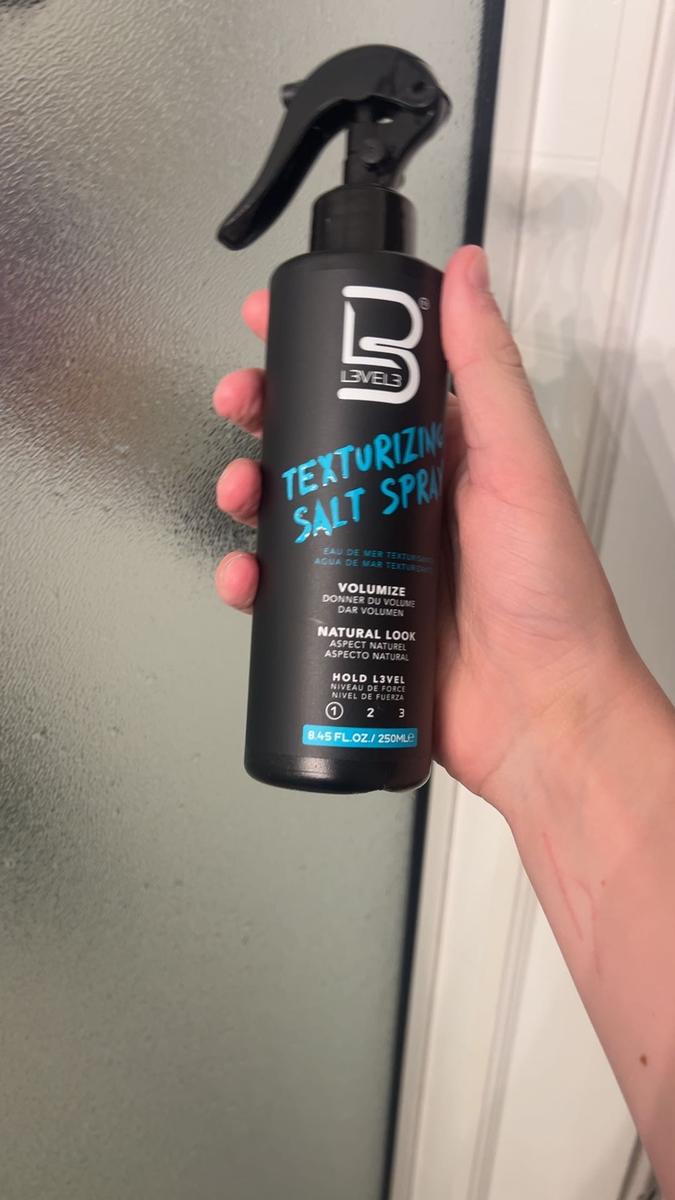 L3VEL3
TEXTURIZING
SALT SPRAY
EAU DE MER TEXTURISANTE
AGUA DE MAR TEXTURIZANTE
VOLUMIZE
DONNER DU VOLUME
DAR VOLUMEN
NATURAL LOOK
ASPECT NATUREL
ASPECTO NATURAL
HOLD L3VEL
NIVEAU DE FORCE
NIVEL DE FUERZA
1 2 3
8.45 FL.OZ./ 250ML℮